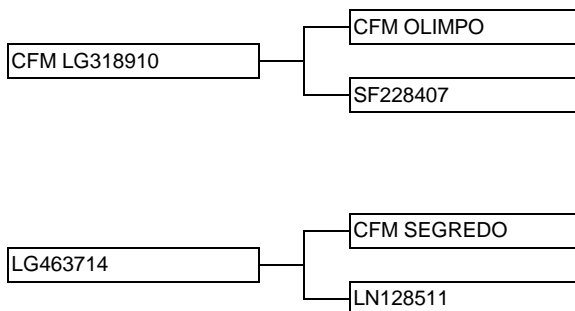 CFM OLIMPO
CFM LG318910
SF228407
CFM SEGREDO
LG463714
LN128511